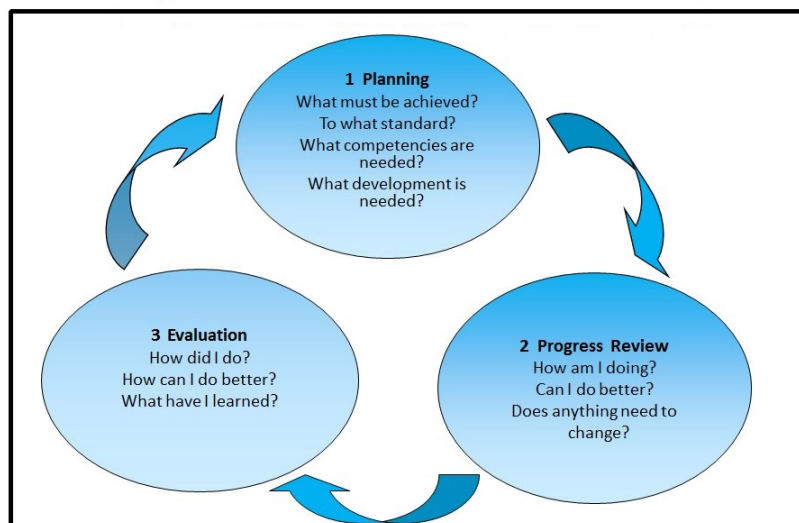 1 Planning
What must be achieved?
To what standard?
What competencies are
needed?
What development is
needed?
2 Progress Review
How am I doing?
Can I do better?
Does anything need to
change?
3 Evaluation
How did I do?
How can I do better?
What have I learned?